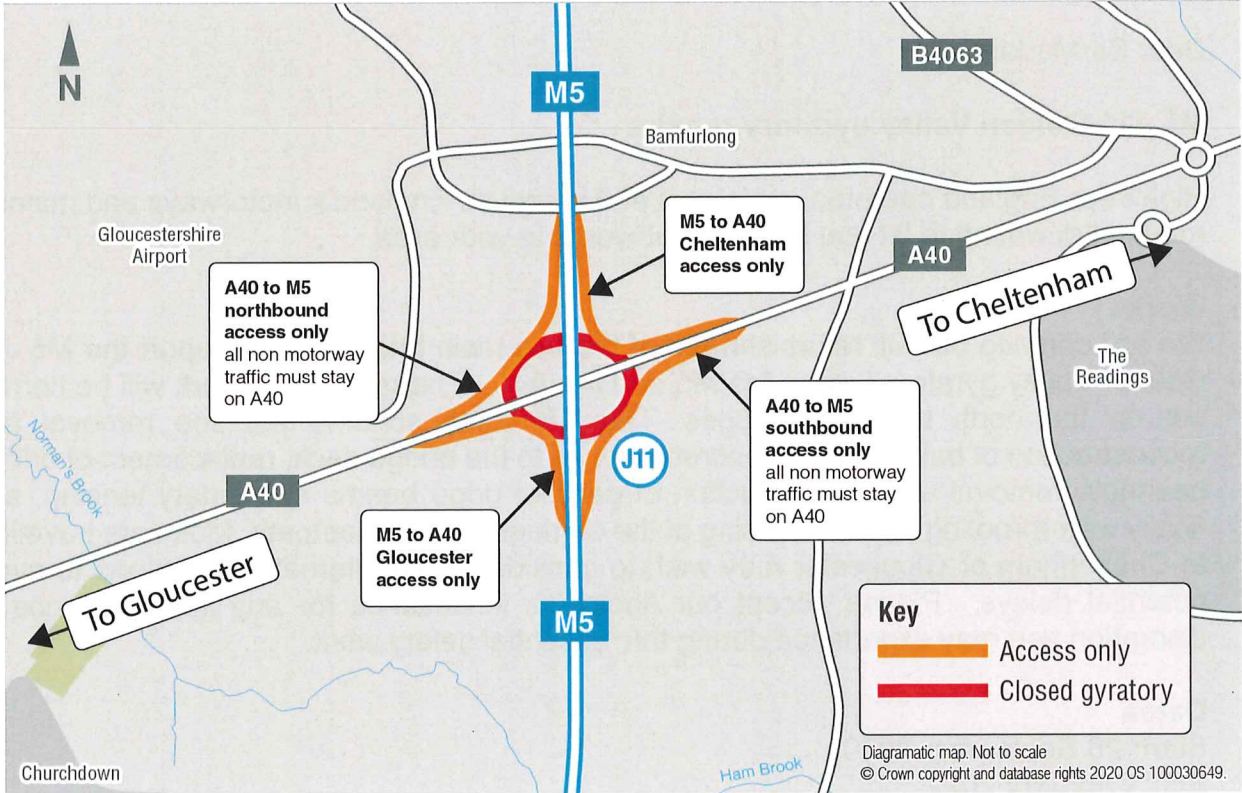 N
M5
B4063
Bamfurlong
Gloucestershire
Airport
M5 to A40
Cheltenham
access only
A40
To Cheltenham
A40 to M5
northbound
access only
all non motorway
traffic must stay
on A40
The
Readings
A40 to M5
southbound
access only
all non motorway
traffic must stay
on A40
J11
Norman's Brook
A40
M5 to A40
Gloucester
access only
To Gloucester
M5
Key
Access only
Closed gyratory
Churchdown
Ham Brook
Diagramatic map. Not to scale
© Crown copyright and database rights 2020 OS 100030649.